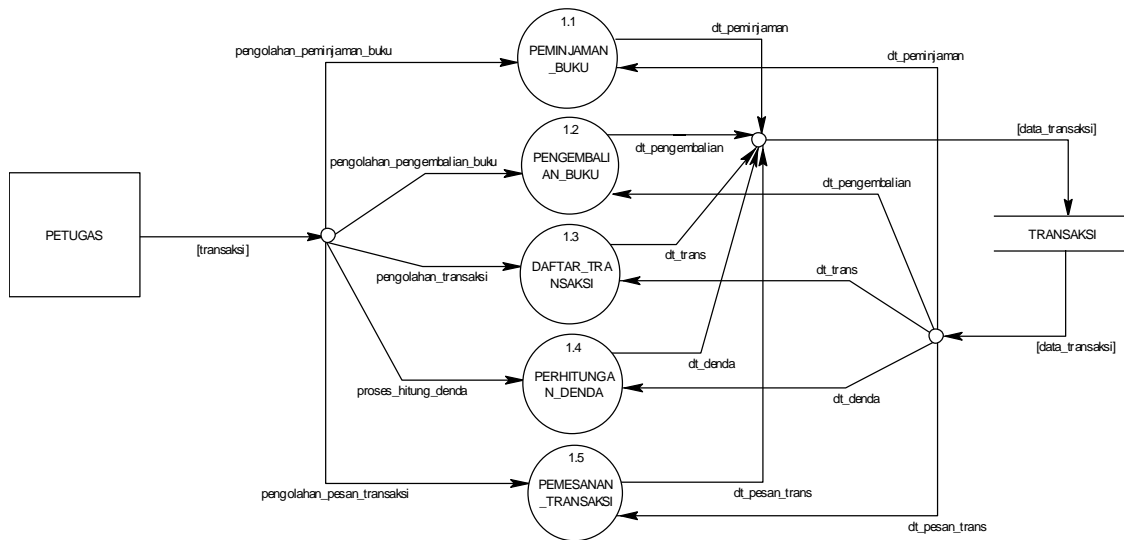 1.1
PEMINJAMAN
_BUKU
dt_peminjaman
pengolahan_peminjaman_buku
dt_peminjaman
1.2
PENGEMBALI
AN_BUKU
dt_pengembalian
[data_transaksi]
pengolahan_pengembalian_buku
dt_pengembalian
PETUGAS
[transaksi]
1.3
DAFTAR_TRA
NSAKSI
dt_trans
TRANSAKSI
pengolahan_transaksi
dt_trans
1.4
PERHITUNGA
N_DENDA
dt_denda
[data_transaksi]
proses_hitung_denda
dt_denda
1.5
PEMESANAN
_TRANSAKSI
pengolahan_pesan_transaksi
dt_pesan_trans
dt_pesan_trans